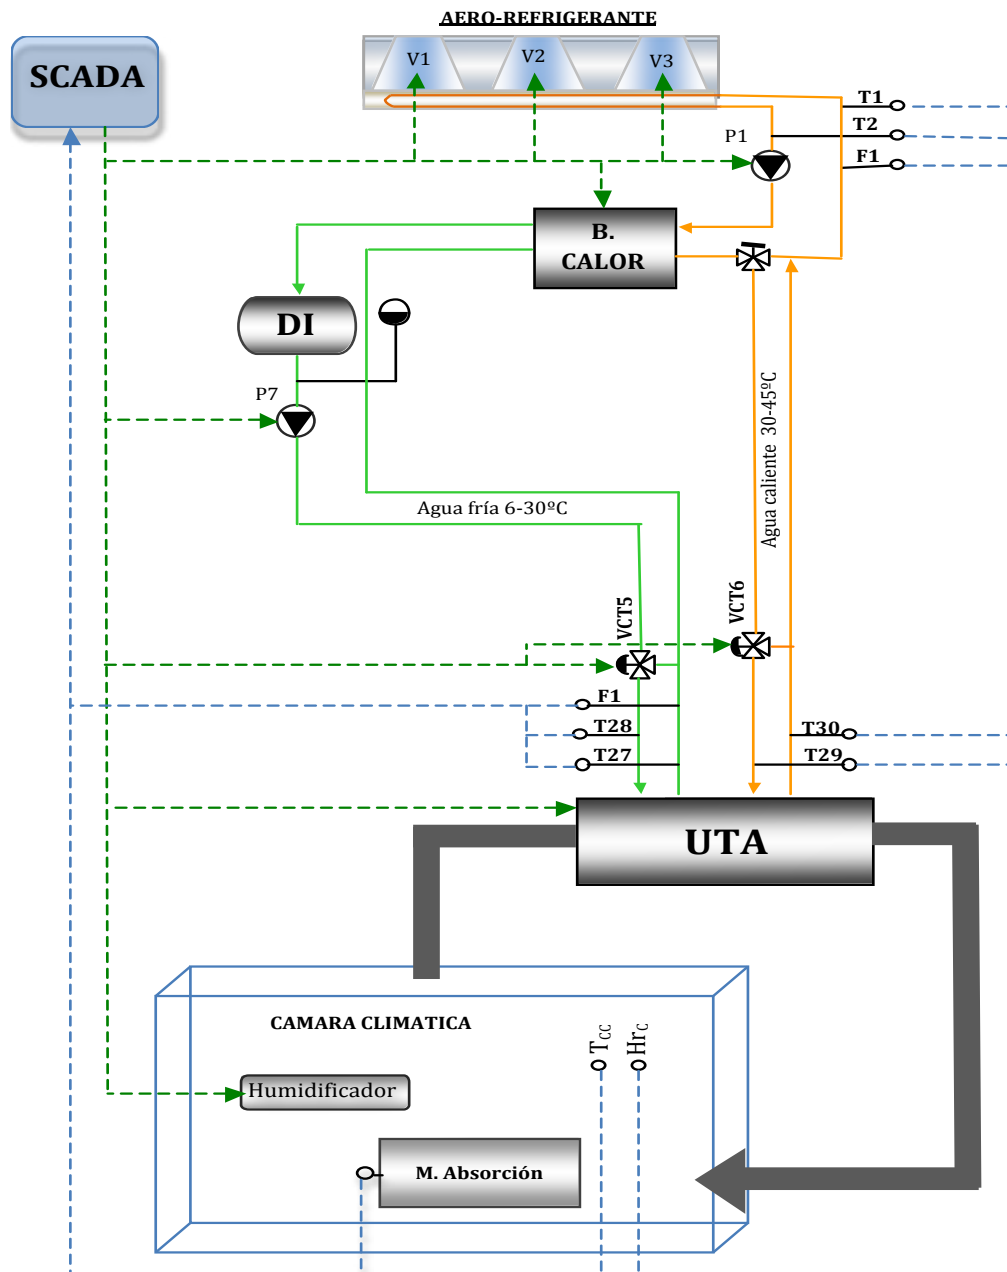 AERO-REFRIGERANTE
SCADA
V1
V2
V3
T1
T2
P1
F1
B.
CALOR
DI
P7
Agua caliente 30-45ºC
Agua fría 6-30ºC
VCT5
VCT6
F1
T28
T27
T30
T29
UTA
CAMARA CLIMATICA
TCC
HrC
Humidificador
M. Absorción